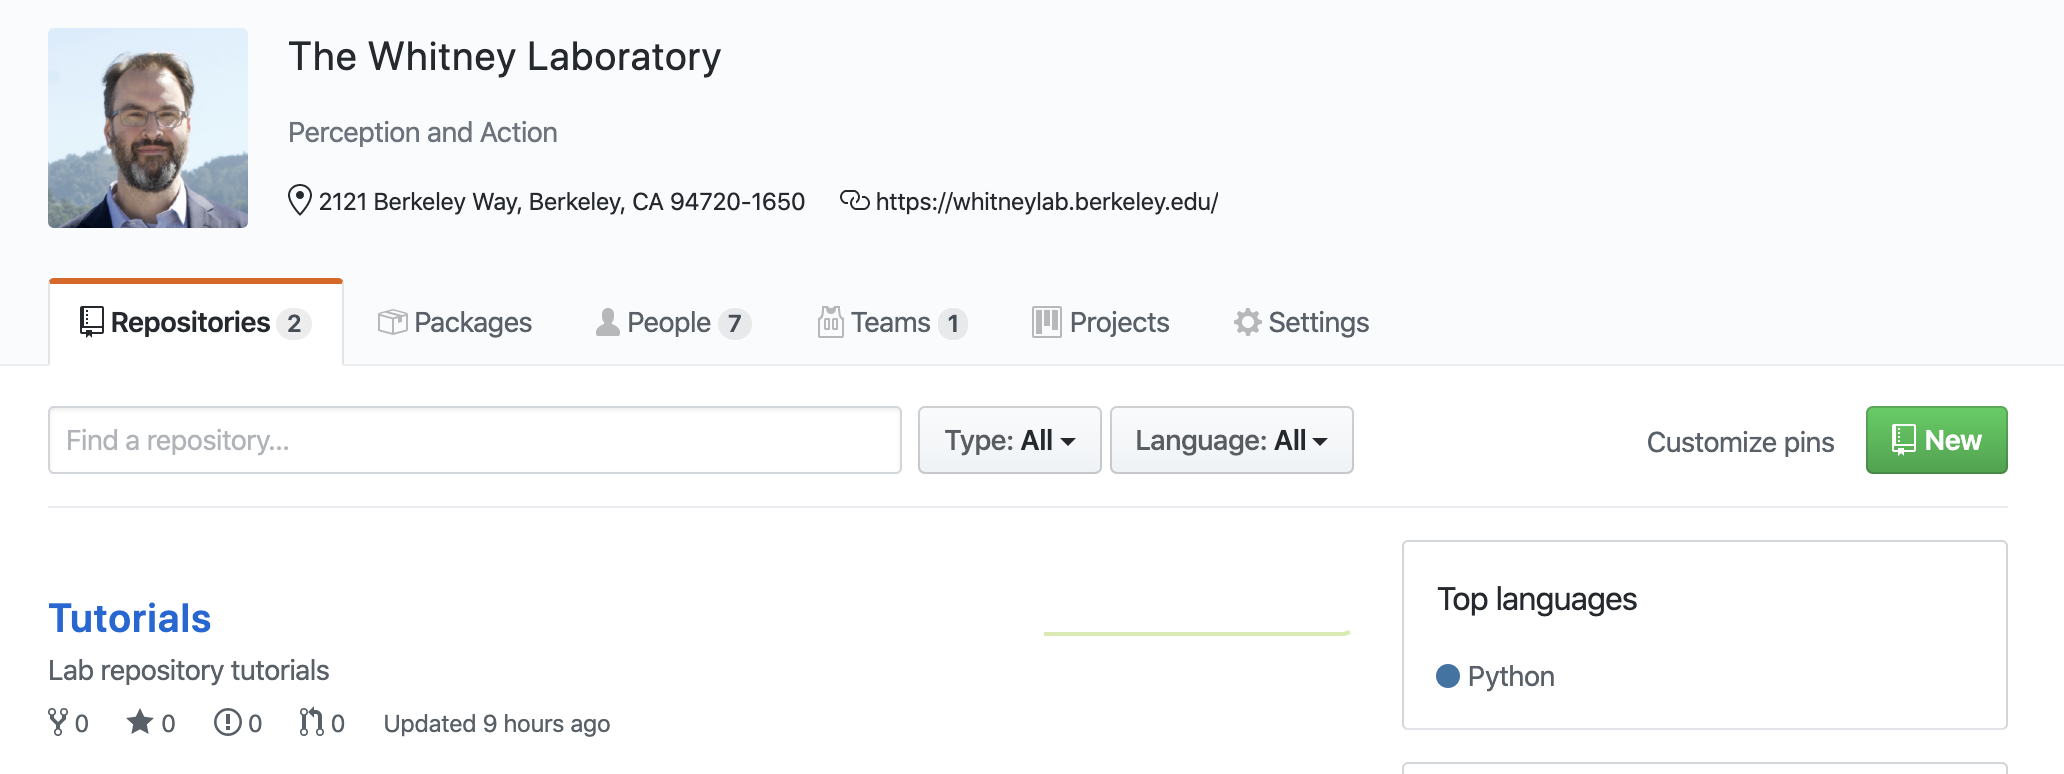 The Whitney Laboratory
Perception and Action
2121 Berkeley Way, Berkeley, CA 94720-1650 https://whitneylab.berkeley.edu/
Repositories 2 Packages People 7 Teams 1 Projects Settings
Find a repository... Type: All Language: All Customize pins New
Tutorials
Lab repository tutorials
0 0 0 0 Updated 9 hours ago
Top languages
Python